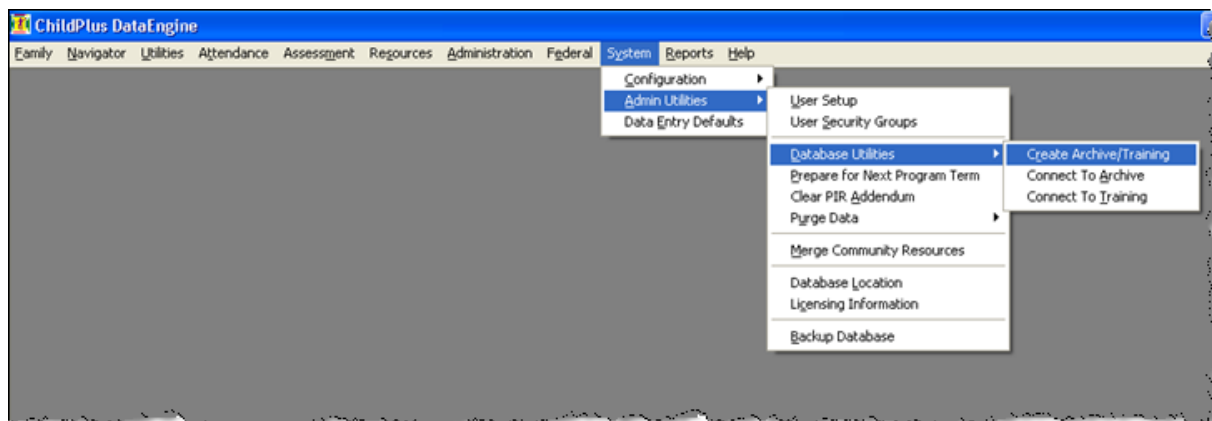 ChildPlus DataEngine
Family Navigator Utilities Attendance Assessment Resources Administration Federal System Reports Help
Configuration
Admin Utilities
Data Entry Defaults
User Setup
User Security Groups
Database Utilities
Prepare for Next Program Term
Clear PIR Addendum
Purge Data
Merge Community Resources
Database Location
Licensing Information
Backup Database
Create Archive/Training
Connect To Archive
Connect To Training